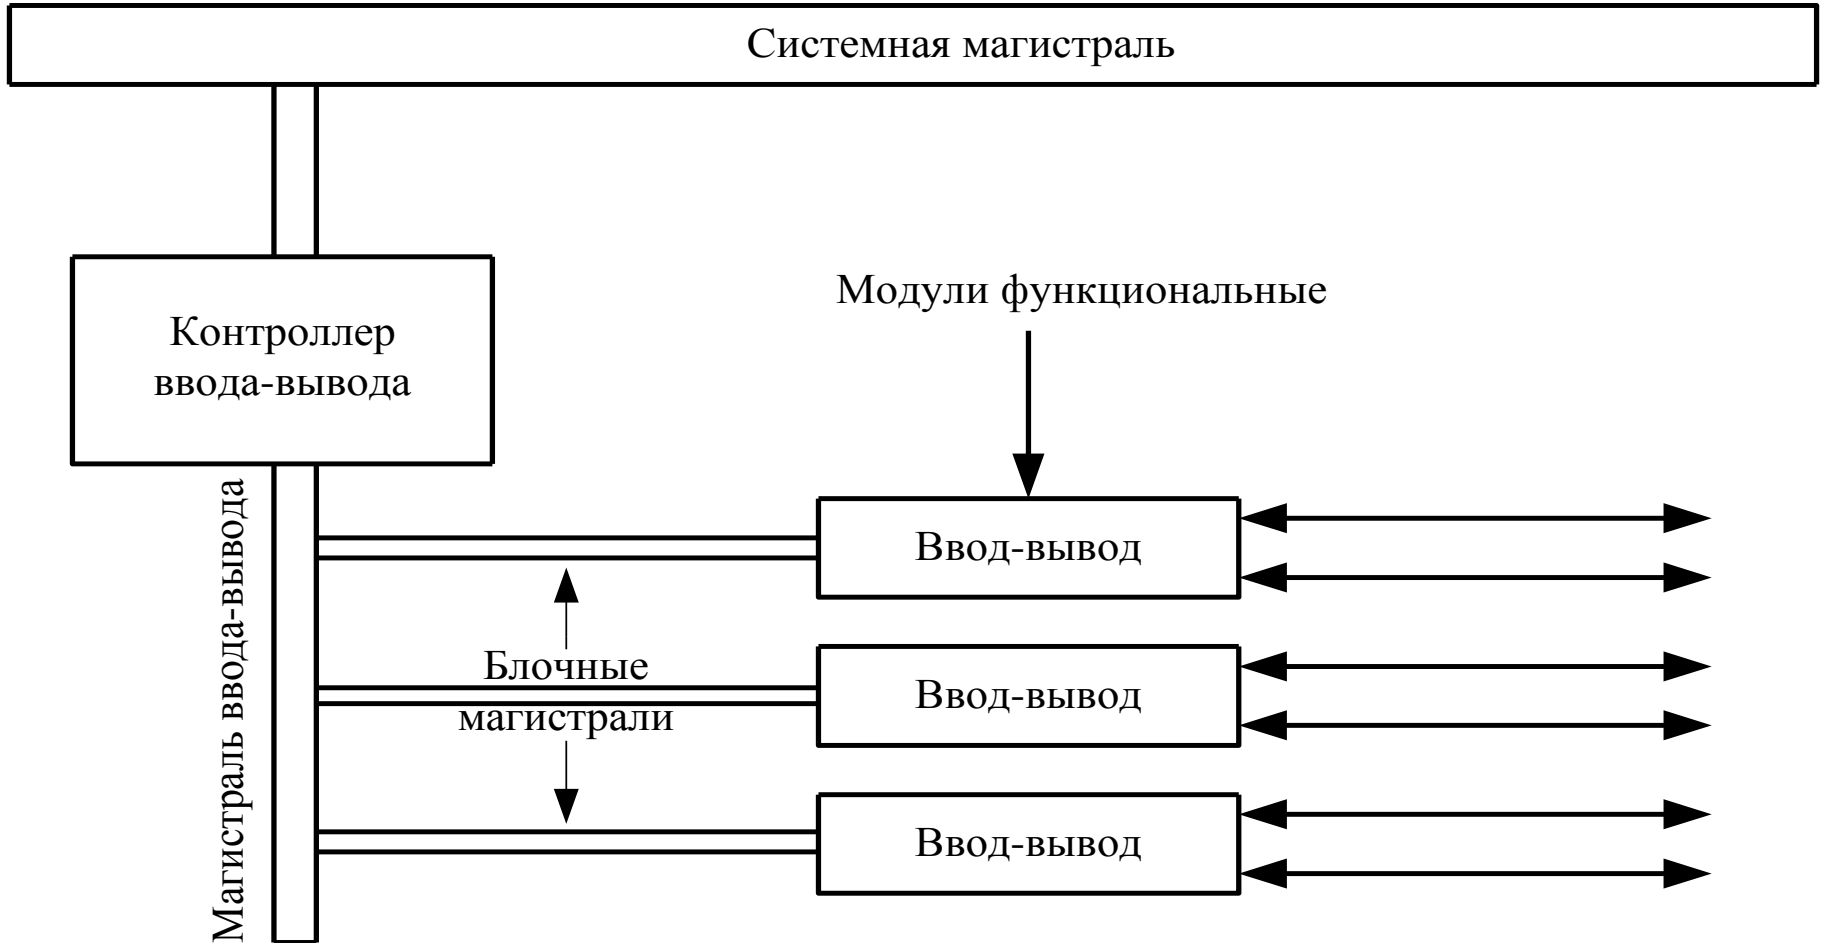 Системная магистраль
Контроллер
ввода-вывода
Модули функциональные
Магистраль ввода-вывода
Ввод-вывод
Блочные
магистрали
Ввод-вывод
Ввод-вывод